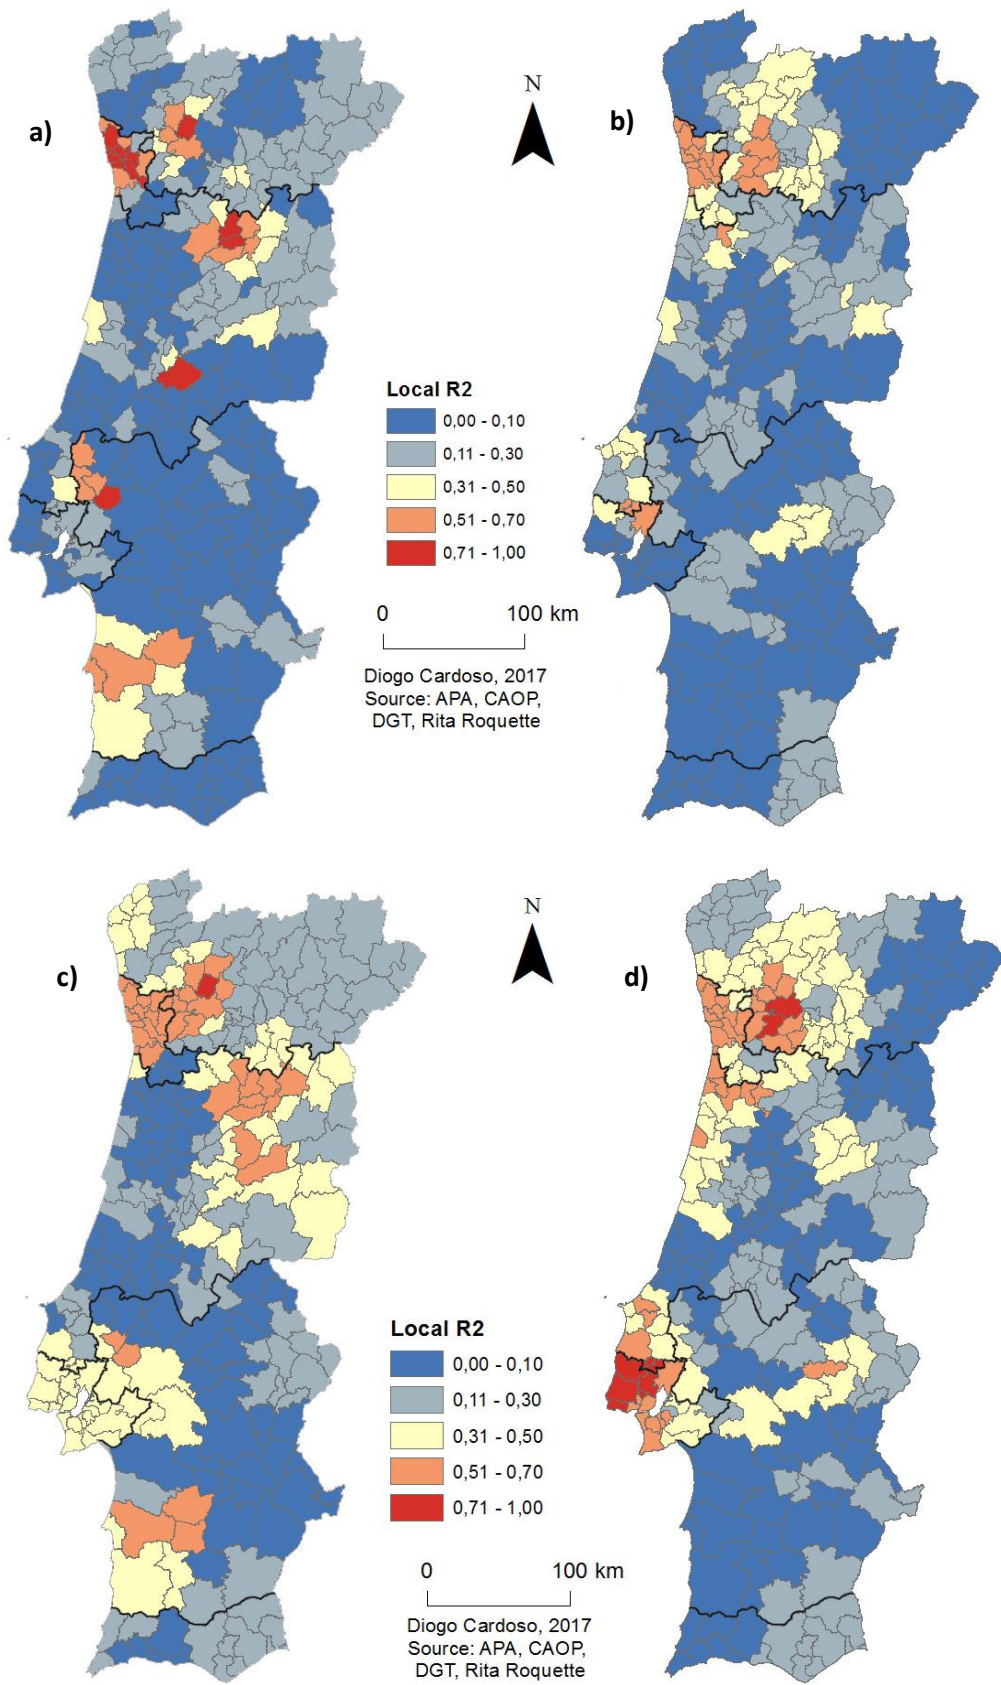 a)
N
b)
Local R2
0,00 - 0,10
0,11 - 0,30
0,31 - 0,50
0,51 - 0,70
0,71 - 1,00
0 100 km
Diogo Cardoso, 2017
Source: APA, CAOP,
DGT, Rita Roquette
c)
N
d)
Local R2
0,00 - 0,10
0,11 - 0,30
0,31 - 0,50
0,51 - 0,70
0,71 - 1,00
0 100 km
Diogo Cardoso, 2017
Source: APA, CAOP,
DGT, Rita Roquette